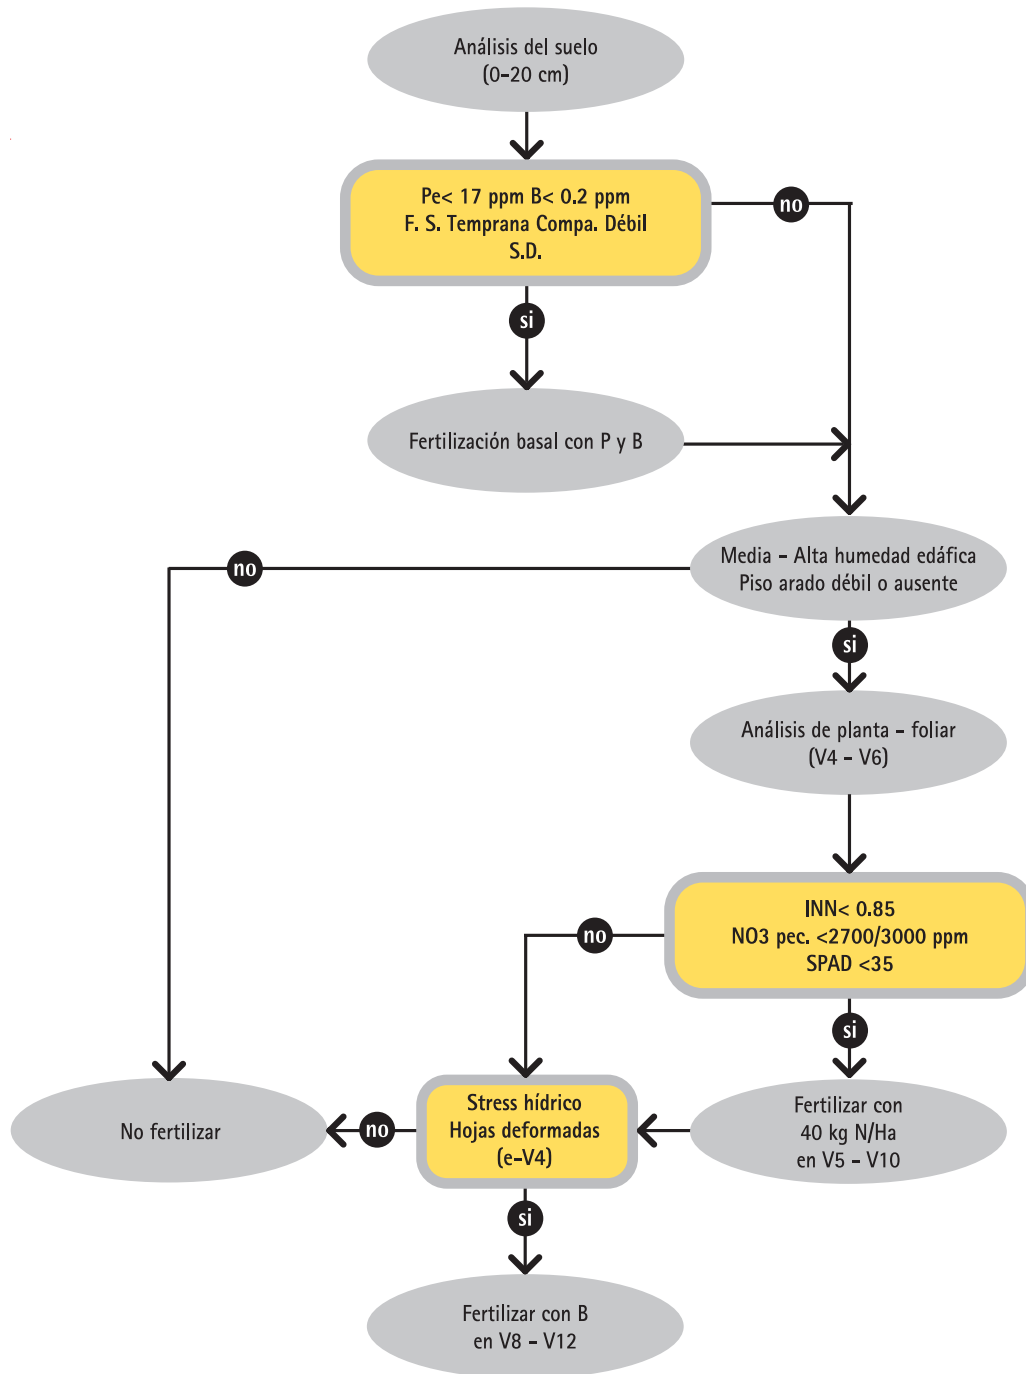 Análisis del suelo
(0-20 cm)
Pe< 17 ppm B< 0.2 ppm
F. S. Temprana Compa. Débil
S.D.
no
si
Fertilización basal con P y B
Media - Alta humedad edáfica
Piso arado débil o ausente
no
si
Análisis de planta - foliar
(V4 - V6)
INN< 0.85
NO3 pec. <2700/3000 ppm
SPAD <35
no
si
Stress hídrico
Hojas deformadas
(e-V4)
Fertilizar con
40 kg N/Ha
en V5 - V10
No fertilizar
no
si
Fertilizar con B
en V8 - V12